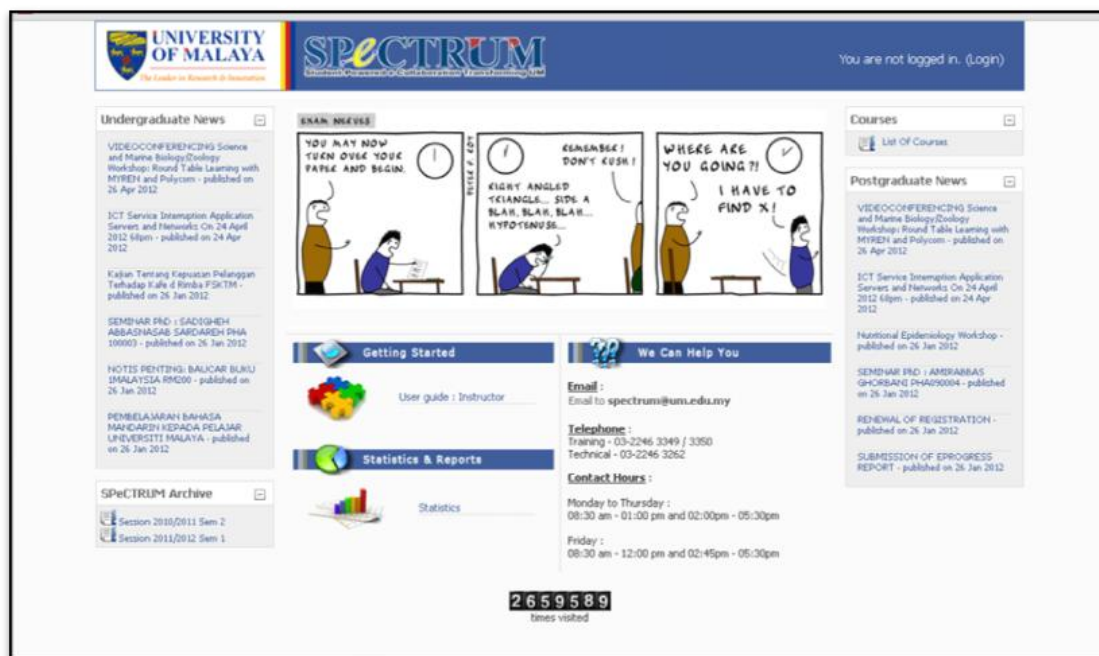 UNIVERSITY
OF MALAYA
The Leader in Research & Innovation
SPeCTRUM
Student Powered e-Collaboration Transforming UM
You are not logged in. (Login)
Undergraduate News
VIDEOCONFERENCING Science
and Marine Biology/Zoology
Workshop: Round Table Learning with
MYREN and Polycom - published on
26 Apr 2012
ICT Service Interruption Application
Servers and Networks On 24 April
2012 68pm - published on 24 Apr
2012
Kajian Tentang Kepuasan Pelanggan
Terhadap Kafe d Rimba FSKTM -
published on 26 Jan 2012
SEMINAR PhD : SADIGHEH
ABBASNASAB SARDAREH PHA
100003 - published on 26 Jan 2012
NOTIS PENTING: BAUCAR BUKU
1MALAYSIA RM200 - published on
26 Jan 2012
PEMBELAJARAN BAHASA
MANDARIN KEPADA PELAJAR
UNIVERSITI MALAYA - published
on 26 Jan 2012
SPeCTRUM Archive
Session 2010/2011 Sem 2
Session 2011/2012 Sem 1
EXAM NERVES
YOU MAY NOW
TURN OVER YOUR
PAPER AND BEGIN.
REMEMBER!
DON'T RUSH!
RIGHT ANGLED
TRIANGLE... SIDE A
BLAH, BLAH, BLAH...
HYPOTENUSE...
WHERE ARE
YOU GOING?!
I HAVE TO
FIND X!
Getting Started
User guide : Instructor
Statistics & Reports
Statistics
We Can Help You
Email :
Email to spectrum@um.edu.my
Telephone :
Training - 03-2246 3349 / 3350
Technical - 03-2246 3262
Contact Hours :
Monday to Thursday :
08:30 am - 01:00 pm and 02:00pm - 05:30pm
Friday :
08:30 am - 12:00 pm and 02:45pm - 05:30pm
2659589
times visited
Courses
List Of Courses
Postgraduate News
VIDEOCONFERENCING Science
and Marine Biology/Zoology
Workshop: Round Table Learning with
MYREN and Polycom - published on
26 Apr 2012
ICT Service Interruption Application
Servers and Networks On 24 April
2012 68pm - published on 24 Apr
2012
Nutritional Epidemiology Workshop -
published on 26 Jan 2012
SEMINAR PhD : AMIRABBAS
GHORBANI PHA090004 - published
on 26 Jan 2012
RENEWAL OF REGISTRATION -
published on 26 Jan 2012
SUBMISSION OF EPROGRESS
REPORT - published on 26 Jan 2012